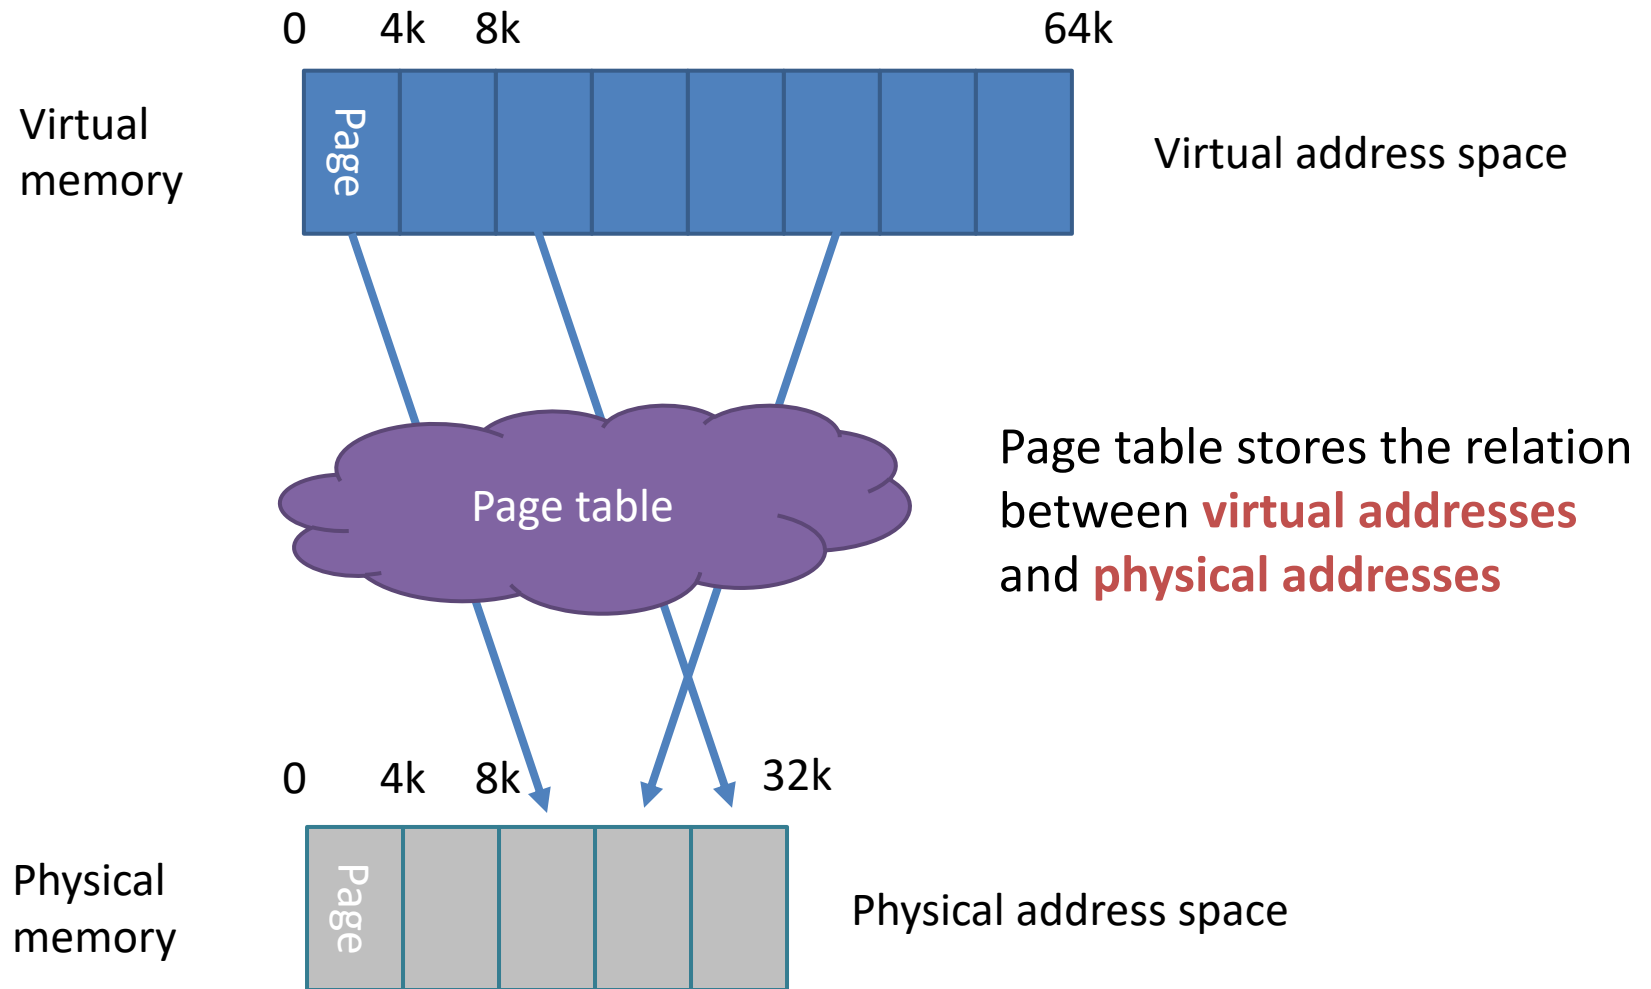 0 4k 8k 64k
Virtual
memory
Page
Virtual address space
Page table
Page table stores the relation
between virtual addresses
and physical addresses
0 4k 8k 32k
Physical
memory
Page
Physical address space